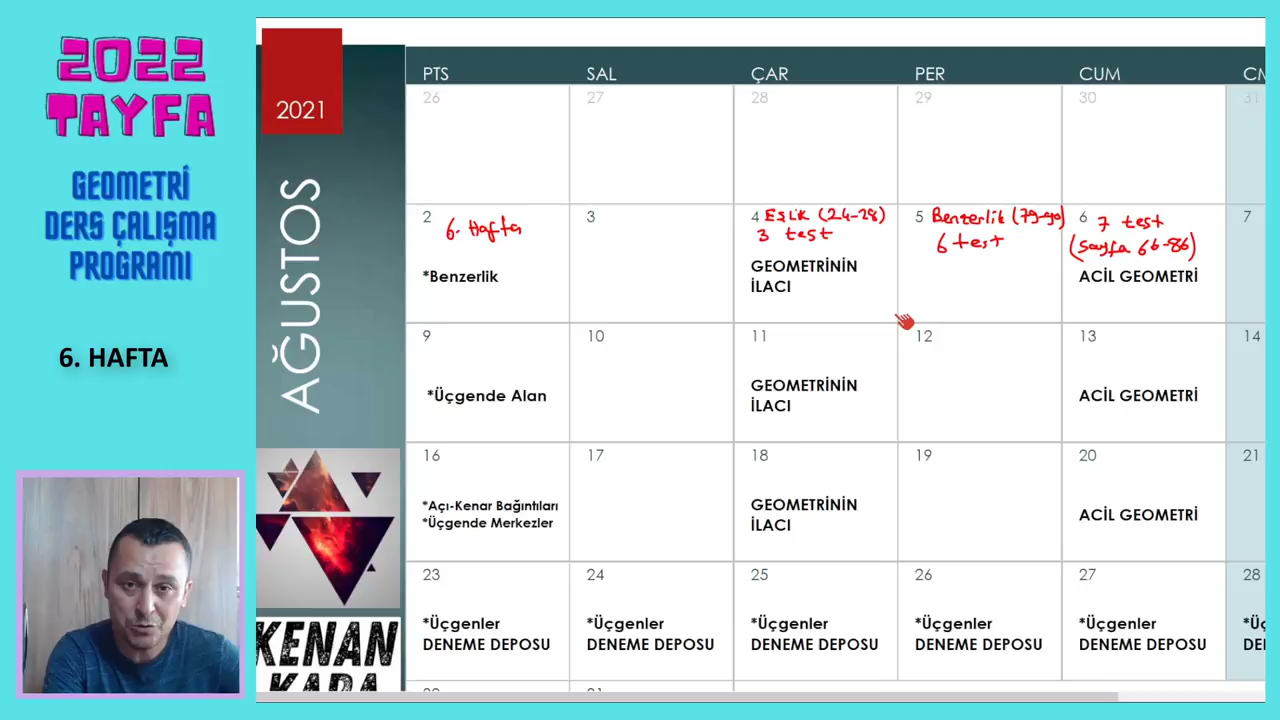 2022
TAYFA
GEOMETRİ
DERS ÇALIŞMA
PROGRAMI
6. HAFTA
2021
AĞUSTOS
PTS SAL ÇAR PER CUM
26 27 28 29 30 31
2 3 4 5 6 7
6. Hafta
Eşlik (24-28)
3 test
Benzerlik (79-90)
6 test
7 test
(Sayfa 66-86)
*Benzerlik
GEOMETRİNİN
İLACI
ACİL GEOMETRİ
9 10 11 12 13 14
*Üçgende Alan
GEOMETRİNİN
İLACI
ACİL GEOMETRİ
16 17 18 19 20 21
*Açı-Kenar Bağıntıları
*Üçgende Merkezler
GEOMETRİNİN
İLACI
ACİL GEOMETRİ
23 24 25 26 27 28
*Üçgenler *Üçgenler *Üçgenler *Üçgenler *Üçgenler
DENEME DEPOSU DENEME DEPOSU DENEME DEPOSU DENEME DEPOSU DENEME DEPOSU
KENAN
KARA